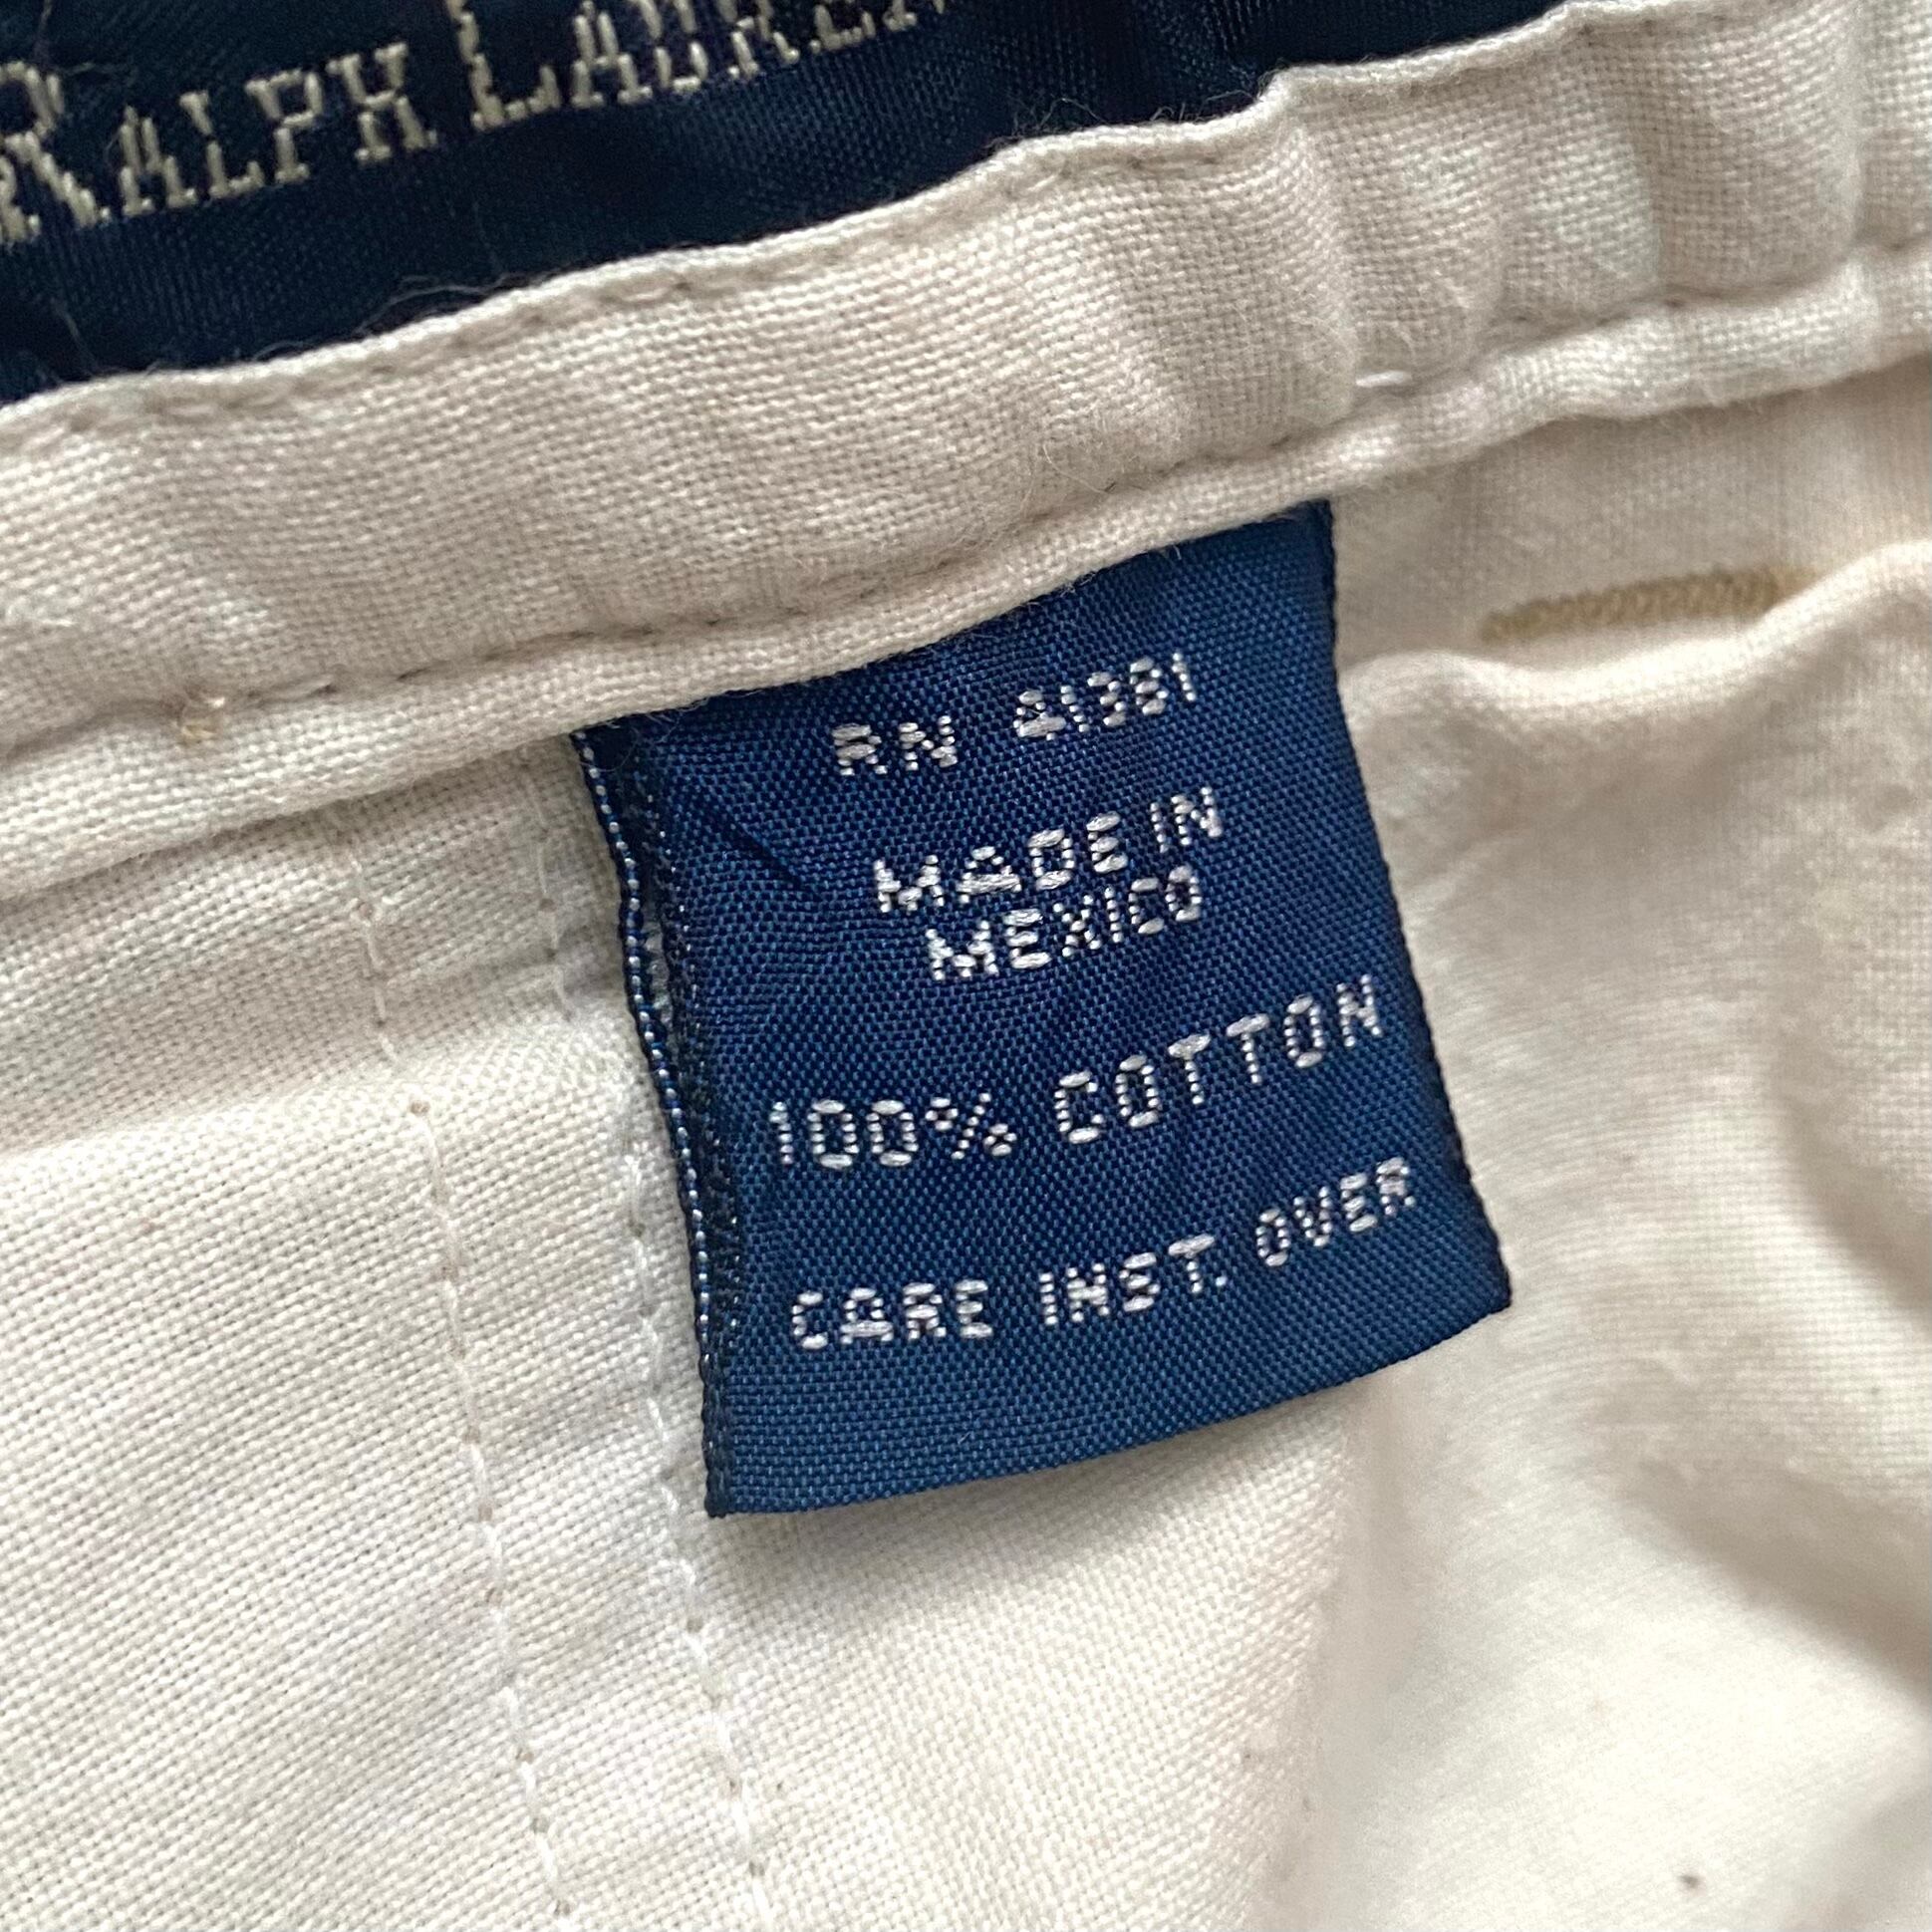 RALPH LAUREN
RN 41381
MADE IN
MEXICO
100% COTTON
CARE INST. OVER